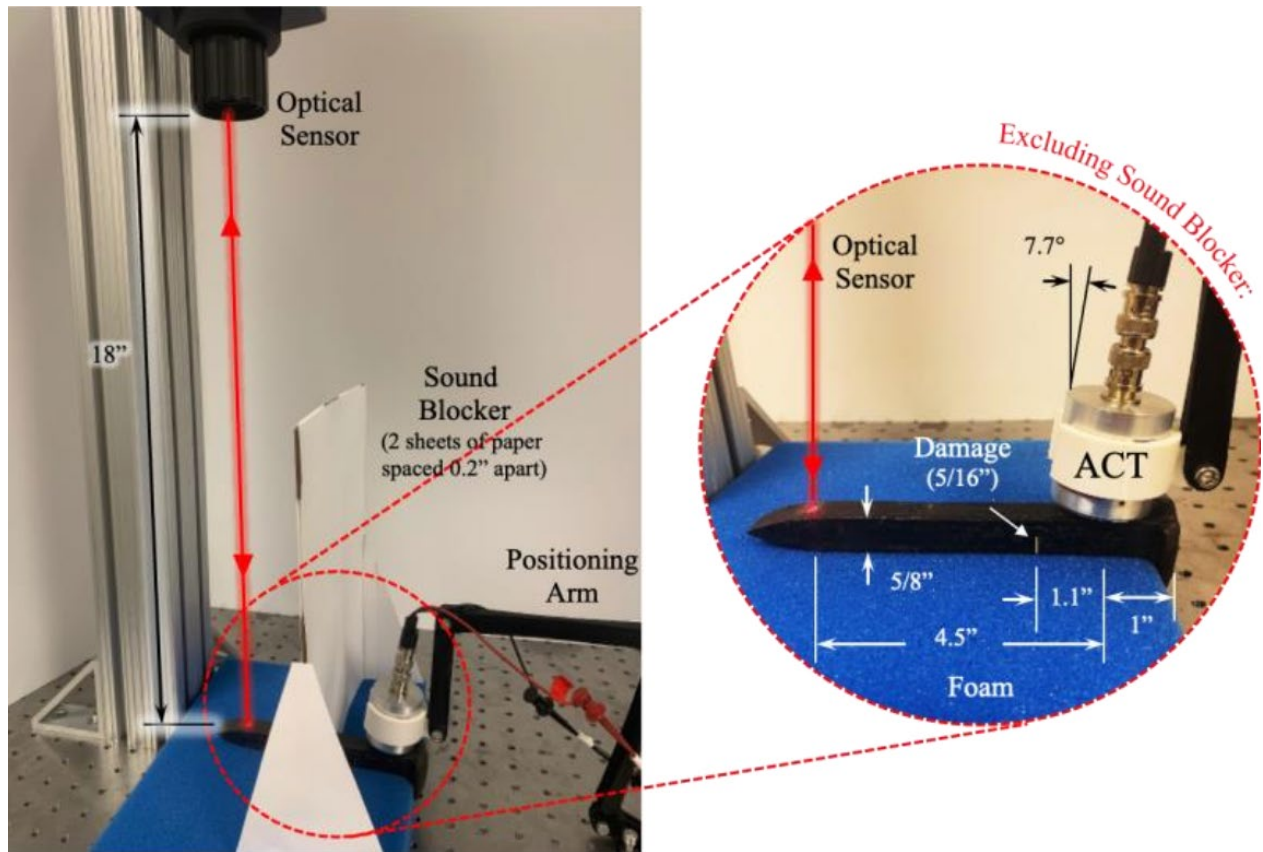 Optical
Sensor
18”
Sound
Blocker
(2 sheets of paper
spaced 0.2” apart)
Positioning
Arm
Excluding Sound Blocker:
7.7°
Optical
Sensor
Damage
(5/16”)
ACT
5/8”
1.1”
1”
4.5”
Foam